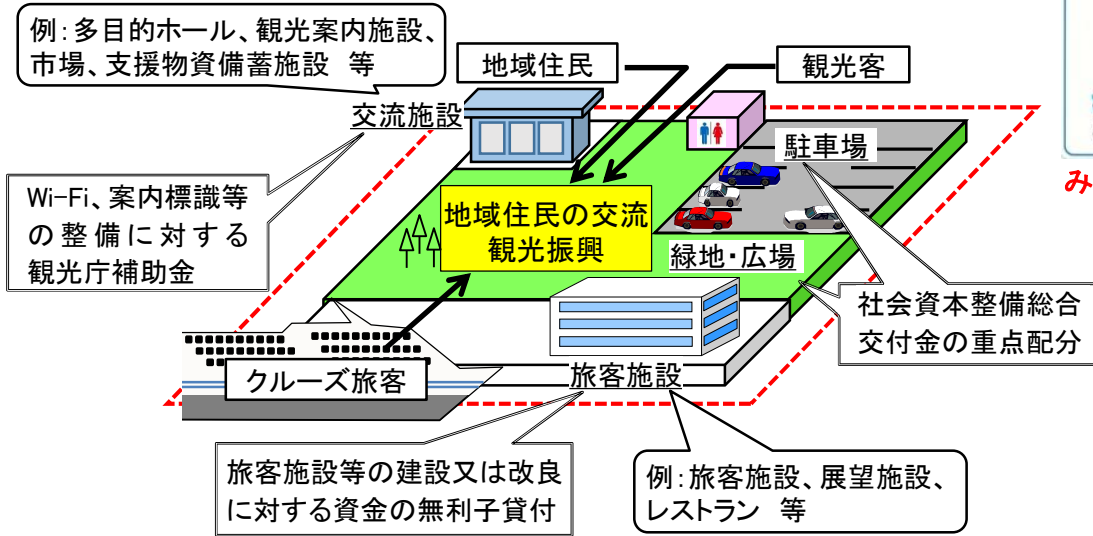 例：多目的ホール、観光案内施設、
市場、支援物資備蓄施設　等
地域住民
観光客
交流施設
駐車場
Wi-Fi、案内標識等
の整備に対する
観光庁補助金
地域住民の交流
観光振興
緑地・広場
み
社会資本整備総合
交付金の重点配分
クルーズ旅客
旅客施設
旅客施設等の建設又は改良
に対する資金の無利子貸付
例：旅客施設、展望施設、
レストラン　等